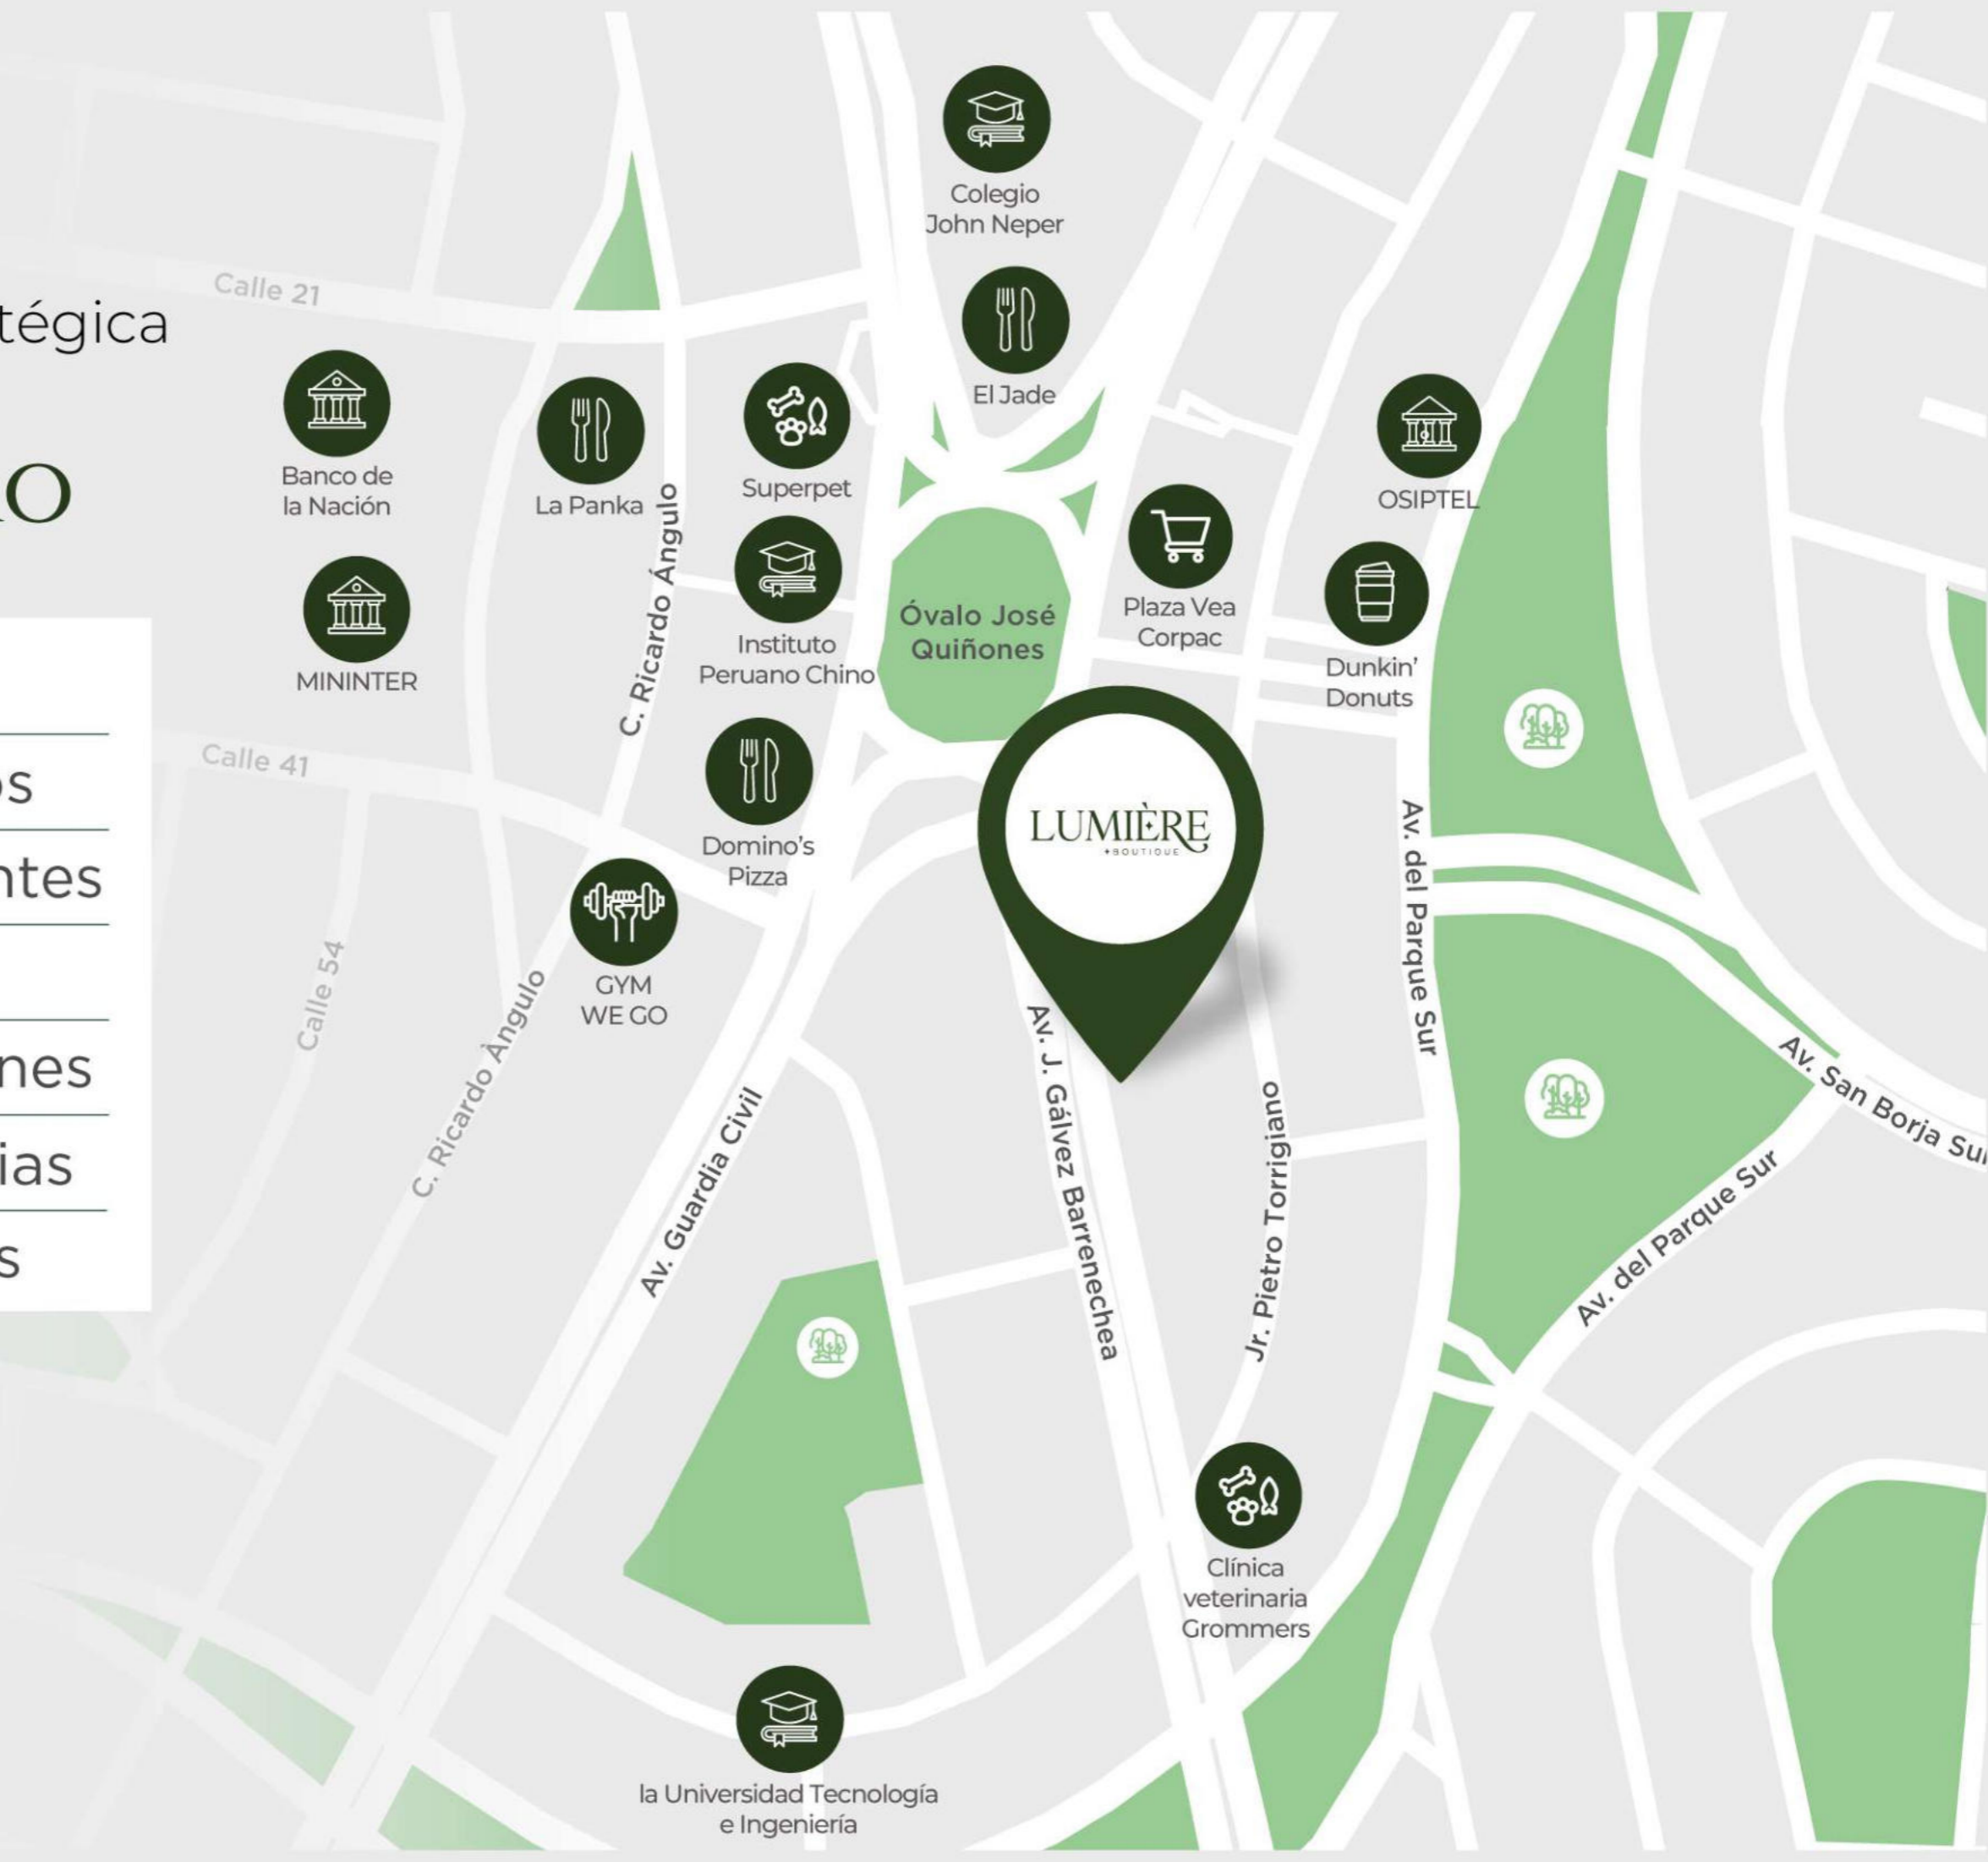 Colegio
John Neper
El Jade
Calle 21
tégica
Banco de
la Nación
La Panka
Superpet
OSIPTEL
O
C. Ricardo Ángulo
Plaza Vea
Corpac
Óvalo José
Quiñones
Instituto
Peruano Chino
MININTER
Dunkin'
Donuts
Calle 41
s
LUMIÈRE
BOUTIQUE
Domino's
Pizza
ntes
Av. del Parque Sur
Calle 54
C. Ricardo Àngulo
GYM
WE GO
nes
Av. J. Gálvez Barrenechea
Av. San Borja Sur
Av. Guardia Civil
Jr. Pietro Torrigiano
ias
Av. del Parque Sur
s
Clínica
veterinaria
Grommers
la Universidad Tecnología
e Ingeniería